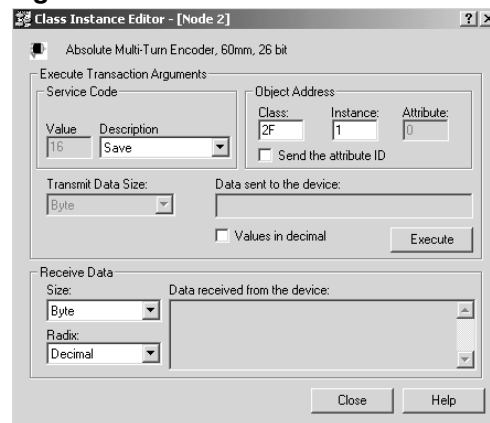 Class Instance Editor - [Node 2]
Absolute Multi-Turn Encoder, 60mm, 26 bit
Execute Transaction Arguments
Service Code
Value Description
16 Save
Object Address
Class: Instance: Attribute:
2F 1 0
Send the attribute ID
Transmit Data Size:
Byte
Data sent to the device:
Values in decimal
Execute
Receive Data
Size:
Byte
Radix:
Decimal
Data received from the device:
Close Help